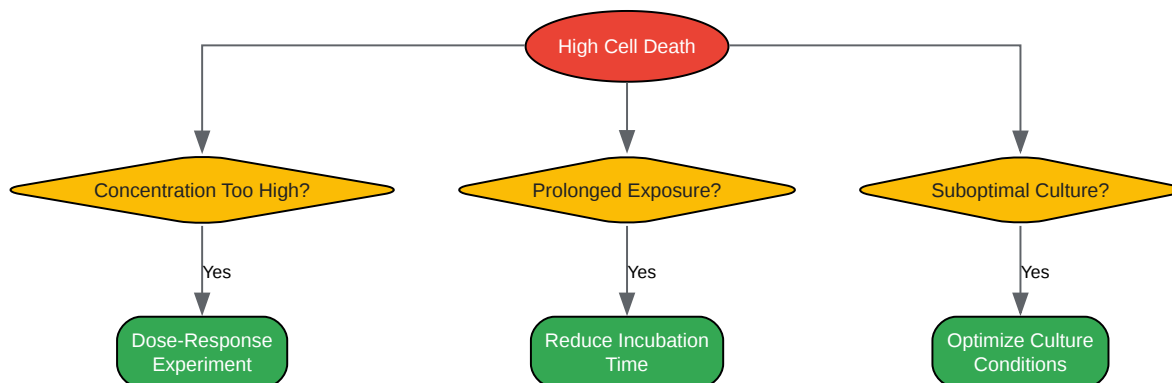 High Cell Death
Concentration Too High?
Prolonged Exposure?
Suboptimal Culture?
Yes
Yes
Yes
Dose-Response
Experiment
Reduce Incubation
Time
Optimize Culture
Conditions